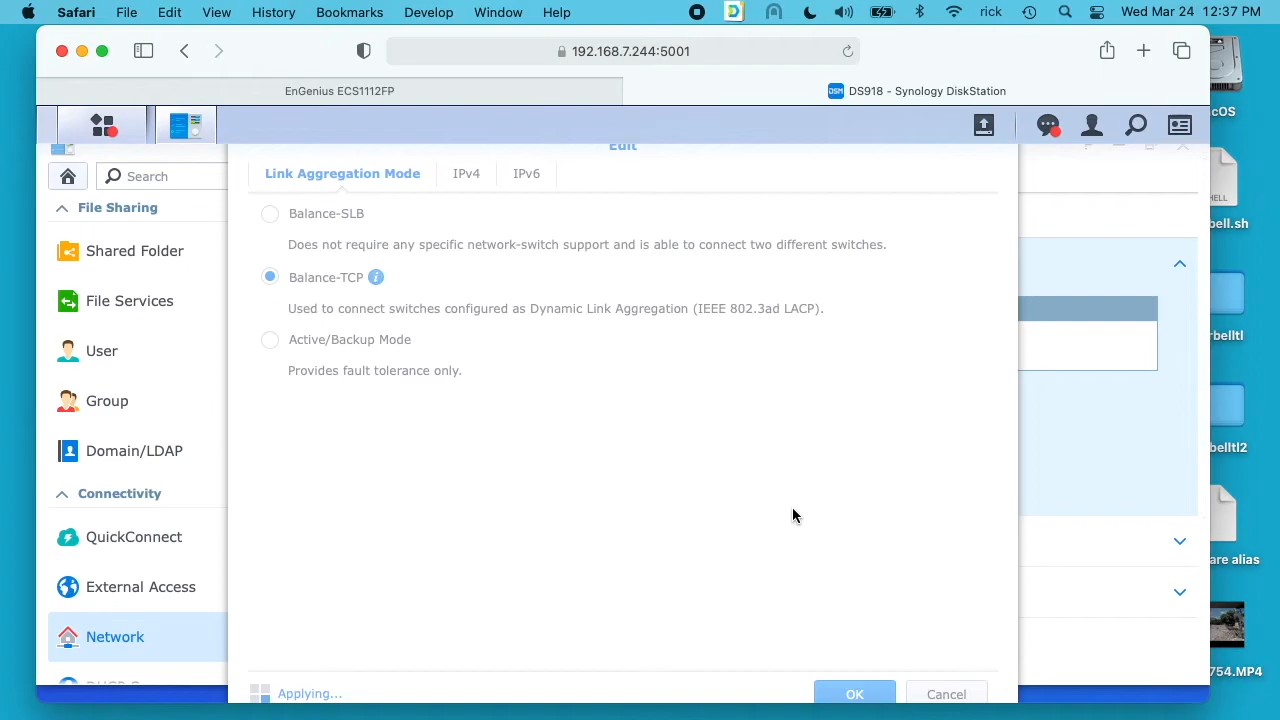 Safari File Edit View History Bookmarks Develop Window Help rick Wed Mar 24 12:37 PM
192.168.7.244:5001
EnGenius ECS1112FP DSM DS918 - Synology DiskStation
cOS
Edit
Search
Link Aggregation Mode IPv4 IPv6
HELL
File Sharing
Balance-SLB
bell.sh
Does not require any specific network-switch support and is able to connect two different switches.
Shared Folder
Balance-TCP
File Services
Used to connect switches configured as Dynamic Link Aggregation (IEEE 802.3ad LACP).
rbelltl
Active/Backup Mode
User
Provides fault tolerance only.
Group
Domain/LDAP
belltl2
Connectivity
QuickConnect
External Access
are alias
Network
754.MP4
Applying... OK Cancel